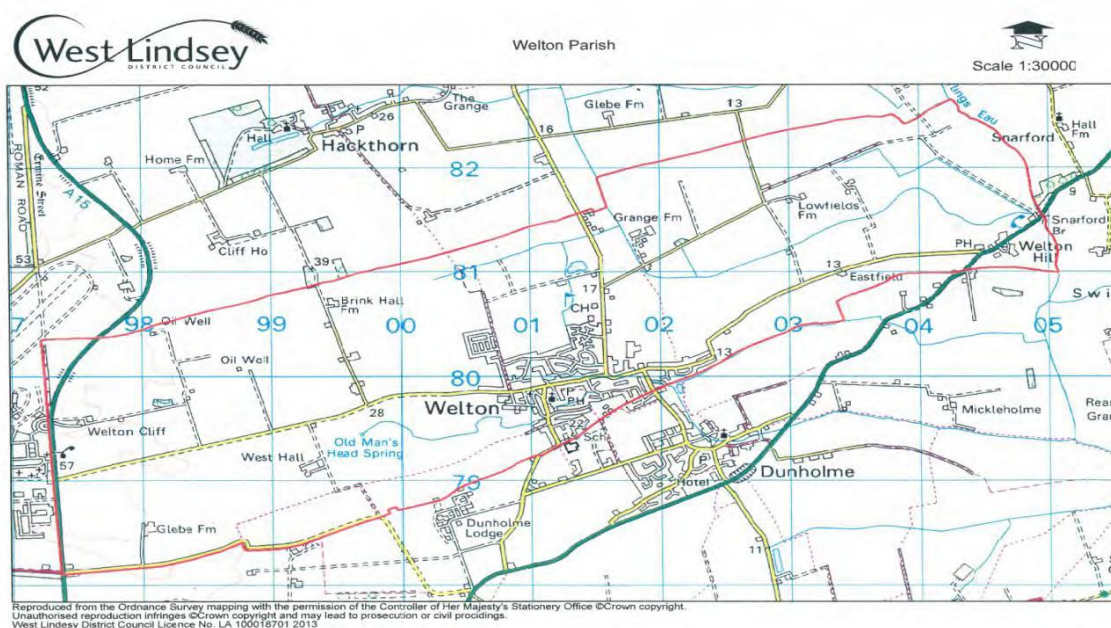 West Lindsey
DISTRICT COUNCIL
Welton Parish
N
Scale 1:30000
52
The
Grange
26
Glebe Fm
13
Snarford
Hall
Fm
Hall
P
Hackthorn
16
ROMAN ROAD
Ermine Street
A15
Home Fm
82
9
Lowfields
Fm
Grange Fm
Snarford
Br
Cliff Ho
PH
Welton
Hill
53
39
81
13
Eastfield
Brink Hall
Fm
17
CH
98
99
00
01
02
03
04
05
Oil Well
Oil Well
13
80
P
PH
28
Welton
Mickleholme
Welton Cliff
22
Old Man's
Head Spring
Sch
57
West Hall
79
P
Dunholme
Hotel
Glebe Fm
Dunholme
Lodge
11
Reproduced from the Ordnance Survey mapping with the permission of the Controller of Her Majesty's Stationery Office ©Crown copyright.
Unauthorised reproduction infringes ©Crown copyright and may lead to prosecution or civil procidings.
West Lindesy District Council Licence No. LA 100018701 2013